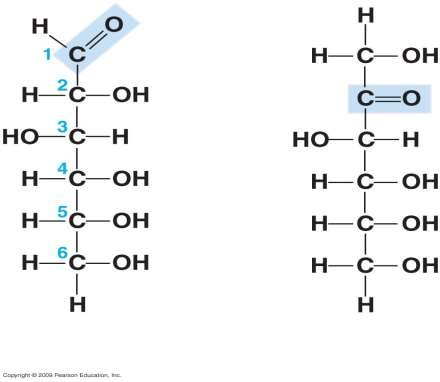 H O
1 C
2
H C OH
3
HO C H
4
H C OH
5
H C OH
6
H C OH
H
H
H C OH
C O
HO C H
H C OH
H C OH
H C OH
H
Copyright © 2009 Pearson Education, Inc.